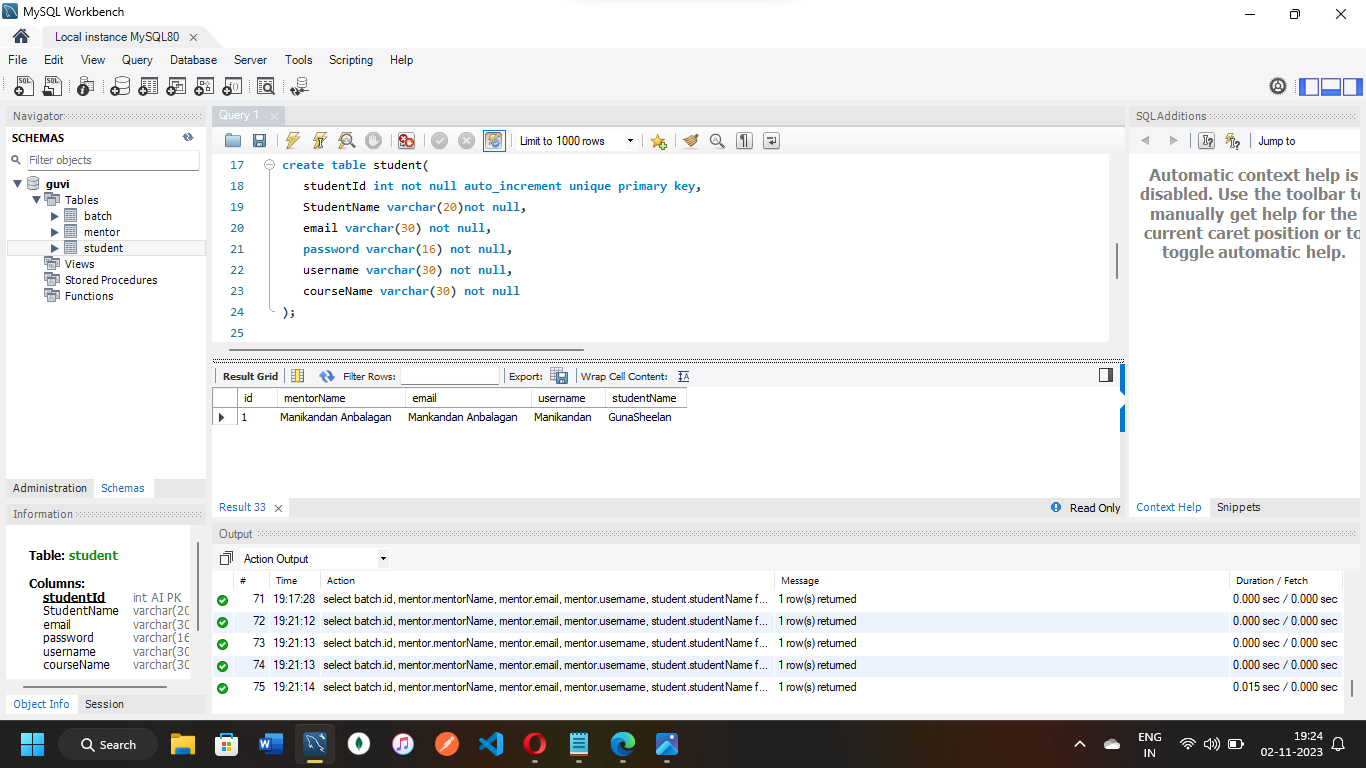 MySQL Workbench
Local instance MySQL80
File Edit View Query Database Server Tools Scripting Help
Navigator
SCHEMAS
Filter objects
guvi
Tables
batch
mentor
student
Views
Stored Procedures
Functions
Administration Schemas
Information
Table: student
Columns:
studentId int AI PK
StudentName varchar(20
email varchar(30
password varchar(16
username varchar(30
courseName varchar(30
Object Info Session
Query 1
Limit to 1000 rows
17 create table student(
18 studentId int not null auto_increment unique primary key,
19 StudentName varchar(20)not null,
20 email varchar(30) not null,
21 password varchar(16) not null,
22 username varchar(30) not null,
23 courseName varchar(30) not null
24 );
25
Result Grid Filter Rows: Export: Wrap Cell Content:
id mentorName email username studentName
1 Manikandan Anbalagan Mankandan Anbalagan Manikandan GunaSheelan
Result 33 Read Only
SQLAdditions
Jump to
Automatic context help is
disabled. Use the toolbar to
manually get help for the
current caret position or to
toggle automatic help.
Context Help Snippets
Output
Action Output
# Time Action Message Duration / Fetch
71 19:17:28 select batch.id, mentor.mentorName, mentor.email, mentor.username, student.studentName f... 1 row(s) returned 0.000 sec / 0.000 sec
72 19:21:12 select batch.id, mentor.mentorName, mentor.email, mentor.username, student.studentName f... 1 row(s) returned 0.000 sec / 0.000 sec
73 19:21:13 select batch.id, mentor.mentorName, mentor.email, mentor.username, student.studentName f... 1 row(s) returned 0.000 sec / 0.000 sec
74 19:21:13 select batch.id, mentor.mentorName, mentor.email, mentor.username, student.studentName f... 1 row(s) returned 0.000 sec / 0.000 sec
75 19:21:14 select batch.id, mentor.mentorName, mentor.email, mentor.username, student.studentName f... 1 row(s) returned 0.015 sec / 0.000 sec
Search
ENG
IN
19:24
02-11-2023